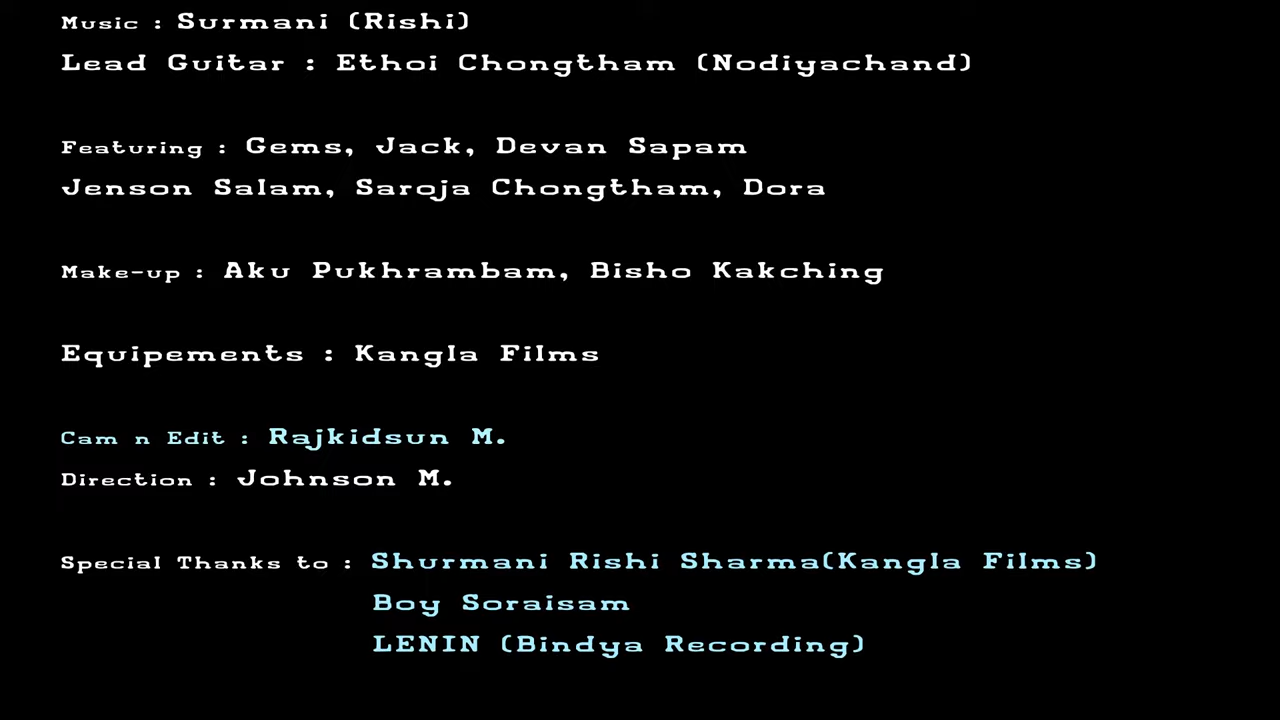 Music : Surmani (Rishi)
Lead Guitar : Ethoi Chongtham (Nodiyachand)
Featuring : Gems, Jack, Devan Sapam
Jenson Salam, Saroja Chongtham, Dora
Make-up : Aku Pukhrambam, Bisho Kakching
Equipements : Kangla Films
Cam n Edit : Rajkidsun M.
Direction : Johnson M.
Special Thanks to : Shurmani Rishi Sharma(Kangla Films)
Boy Soraisam
LENIN (Bindya Recording)